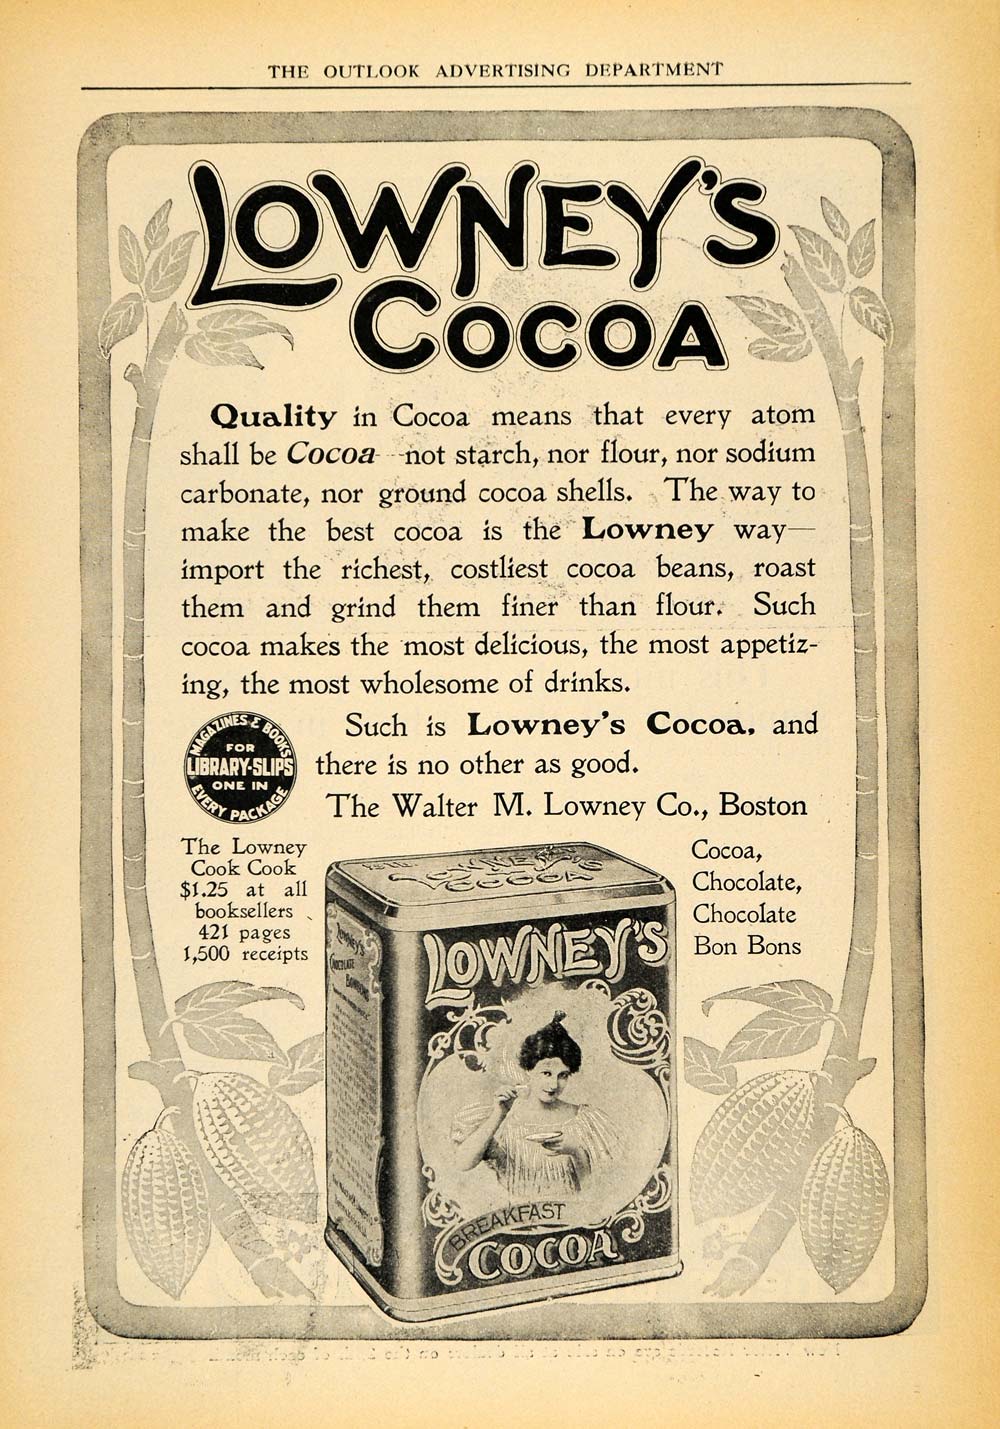 THE OUTLOOK ADVERTISING DEPARTMENT
LOWNEY'S
COCOA
Quality in Cocoa means that every atom
shall be Cocoa—not starch, nor flour, nor sodium
carbonate, nor ground cocoa shells. The way to
make the best cocoa is the Lowney way—
import the richest, costliest cocoa beans, roast
them and grind them finer than flour. Such
cocoa makes the most delicious, the most appetiz-
ing, the most wholesome of drinks.
Such is Lowney's Cocoa, and
there is no other as good.
The Walter M. Lowney Co., Boston
MAGAZINES & BOOKS
FOR
LIBRARY-SLIPS
ONE IN
EVERY PACKAGE
The Lowney
Cook Cook
$1.25 at all
booksellers
421 pages
1,500 receipts
Cocoa,
Chocolate,
Chocolate
Bon Bons
LOWNEY'S
COCOA
LOWNEY'S
CHOCOLATE
BONBONS
LOWNEY'S
BREAKFAST
COCOA